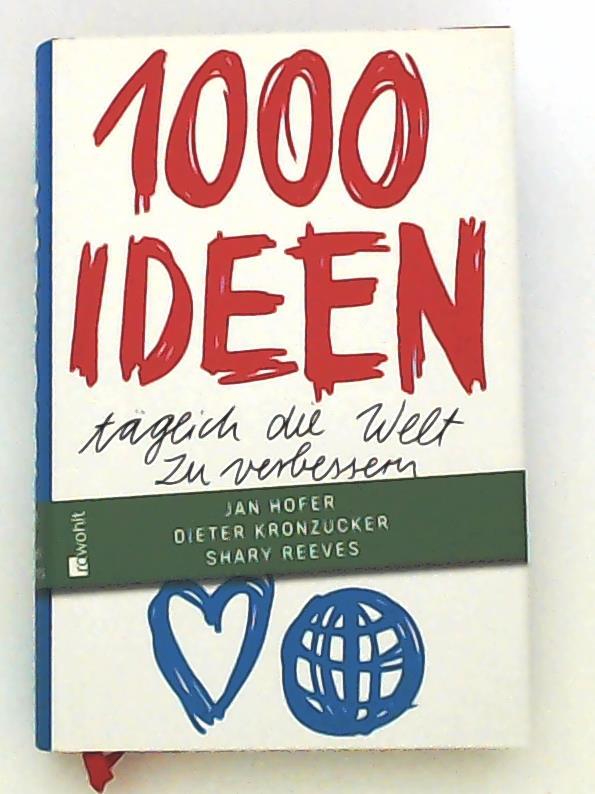 1000
IDEEN
täglich die Welt
zu verbessern
JAN HOFER
DIETER KRONZUCKER
SHARY REEVES
rowohlt